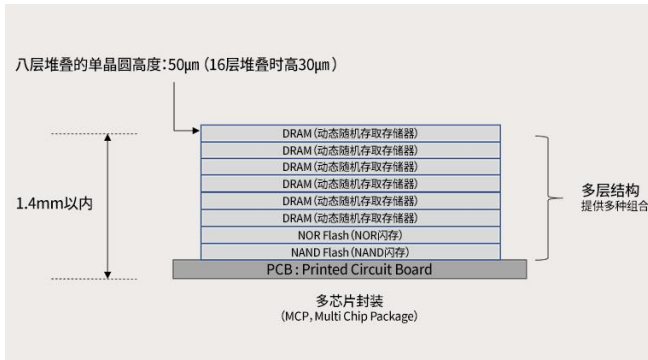 八层堆叠的单晶圆高度:50μm(16层堆叠时高30μm)
DRAM(动态随机存取存储器)
DRAM(动态随机存取存储器)
DRAM(动态随机存取存储器)
DRAM(动态随机存取存储器)
DRAM(动态随机存取存储器)
DRAM(动态随机存取存储器)
NOR Flash(NOR闪存)
NAND Flash(NAND闪存)
PCB : Printed Circuit Board
1.4mm以内
多层结构
提供多种组合
多芯片封装
(MCP, Multi Chip Package)